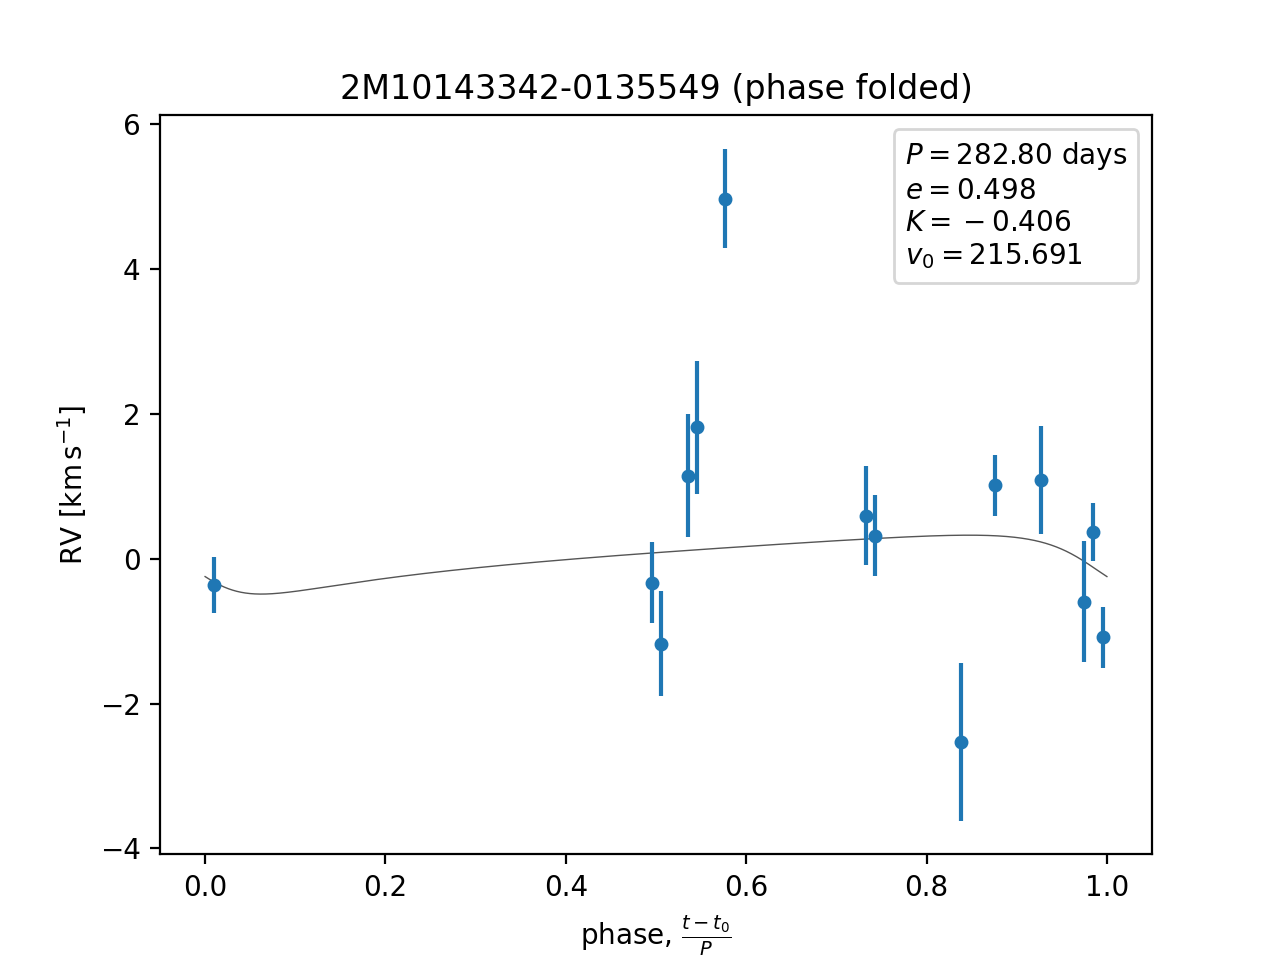 2M10143342-0135549 (phase folded)
P = 282.80 days
e = 0.498
K = −0.406
v₀ = 215.691
6
4
2
0
−2
−4
RV [km s⁻¹]
0.0 0.2 0.4 0.6 0.8 1.0
phase, (t − t₀)/P